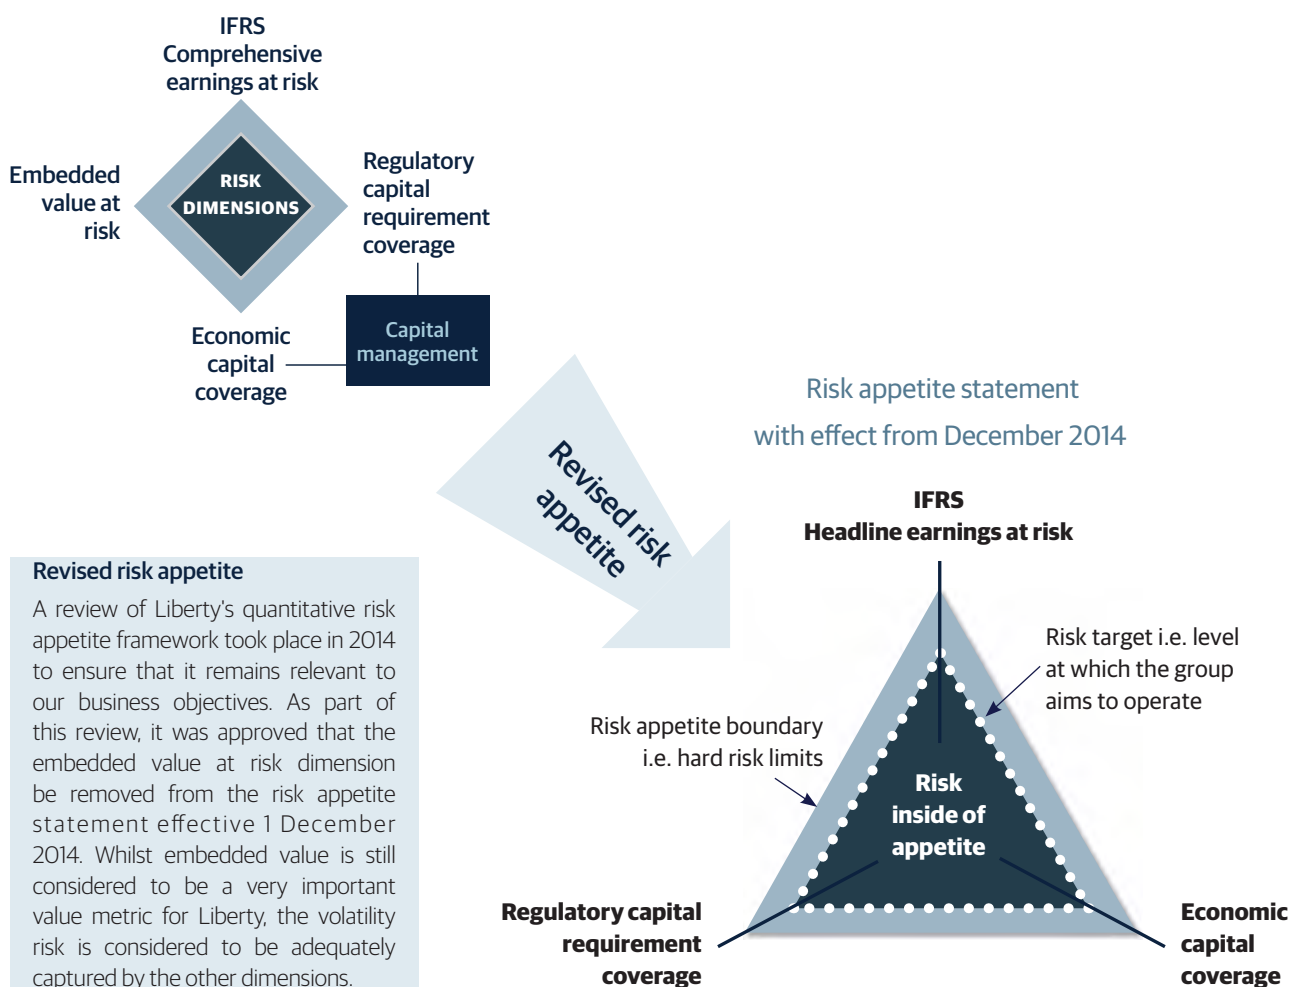 IFRS
Comprehensive
earnings at risk
Embedded
value at
risk
RISK
DIMENSIONS
Regulatory
capital
requirement
coverage
Economic
capital
coverage
Capital
management
Revised risk
appetite
Risk appetite statement
with effect from December 2014
IFRS
Headline earnings at risk
Risk target i.e. level
at which the group
aims to operate
Risk appetite boundary
i.e. hard risk limits
Risk
inside of
appetite
Regulatory capital
requirement
coverage
Economic
capital
coverage
Revised risk appetite
A review of Liberty's quantitative risk
appetite framework took place in 2014
to ensure that it remains relevant to
our business objectives. As part of
this review, it was approved that the
embedded value at risk dimension
be removed from the risk appetite
statement effective 1 December
2014. Whilst embedded value is still
considered to be a very important
value metric for Liberty, the volatility
risk is considered to be adequately
captured by the other dimensions.